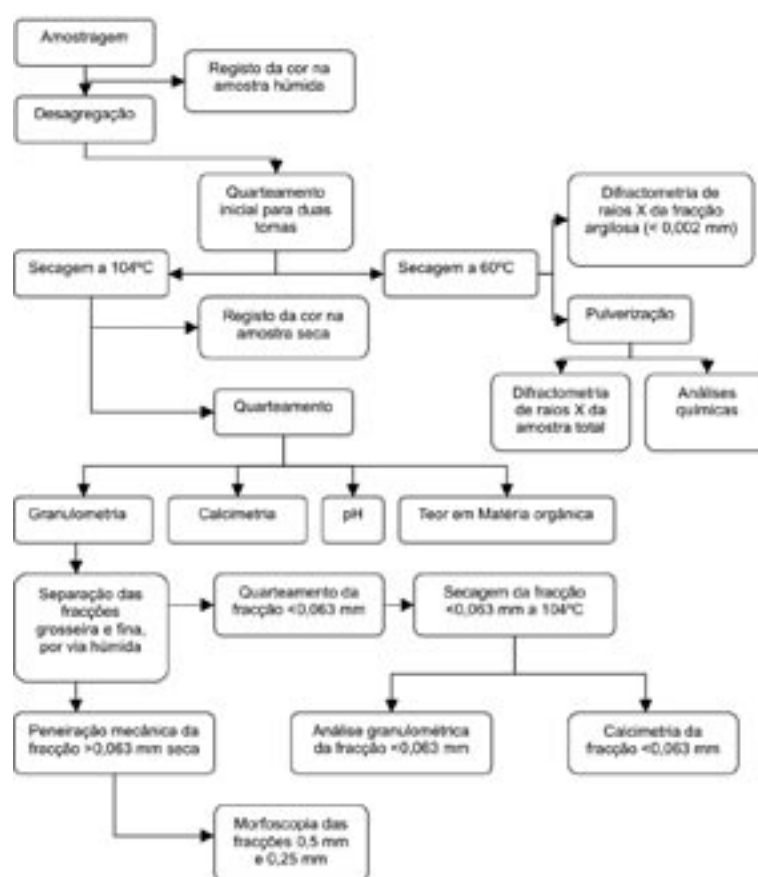 Amostragem
Registo da cor na
amostra húmida
Desagregação
Quarteamento
inicial para duas
tomas
Difractometria de
raios X da fracção
argilosa (< 0,002 mm)
Secagem a 104ºC
Secagem a 60ºC
Registo da cor na
amostra seca
Pulverização
Difractometria
de raios X da
amostra total
Análises
químicas
Quarteamento
Granulometria
Calcimetria
pH
Teor em Matéria orgânica
Separação das
fracções
grosseira e fina,
por via húmida
Quarteamento da
fracção <0,063 mm
Secagem da fracção
<0,063 mm a 104ºC
Peneiração mecânica da
fracção >0,063 mm seca
Análise granulométrica
da fracção <0,063 mm
Calcimetria da
fracção <0,063 mm
Morfoscopia das
fracções 0,5 mm
e 0,25 mm